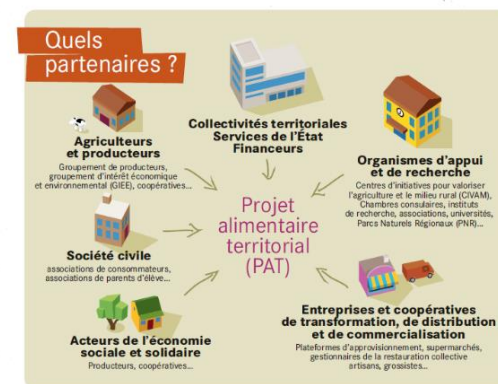 Quels
partenaires ?
Agriculteurs
et producteurs
Groupement de producteurs,
groupement d'intérêt économique
et environnemental (GIEE), coopératives...
Collectivités territoriales
Services de l'État
Financeurs
Organismes d'appui
et de recherche
Centres d'initiatives pour valoriser
l'agriculture et le milieu rural (CIVAM),
Chambres consulaires, instituts
de recherche, associations, universités,
Parcs Naturels Régionaux (PNR)...
Projet
alimentaire
territorial
(PAT)
Société civile
associations de consommateurs,
associations de parents d'élève...
Acteurs de l'économie
sociale et solidaire
Producteurs, coopératives...
Entreprises et coopératives
de transformation, de distribution
et de commercialisation
Plateformes d'approvisionnement, supermarchés,
gestionnaires de la restauration collective
artisans, grossistes...